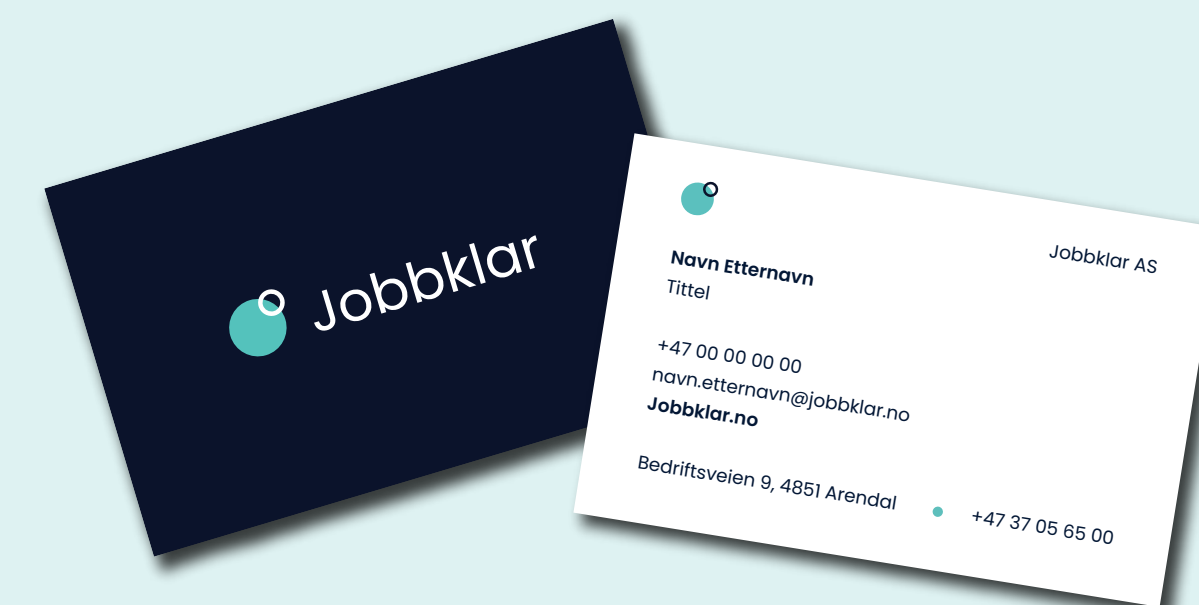 Jobbklar
Jobbklar AS
Navn Etternavn
Tittel
+47 00 00 00 00
navn.etternavn@jobbklar.no
Jobbklar.no
Bedriftsveien 9, 4851 Arendal
+47 37 05 65 00